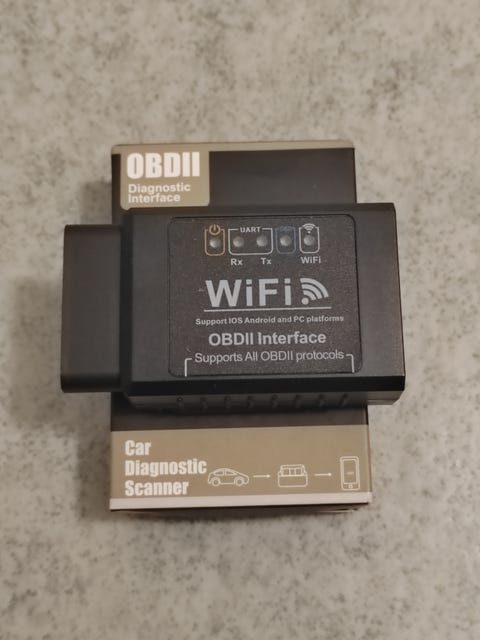 OBDII
Diagnostic
Interface
UART
Rx Tx WiFi
WiFi
Support IOS Android and PC platforms
OBDII Interface
Supports All OBDII protocols
Car
Diagnostic
Scanner